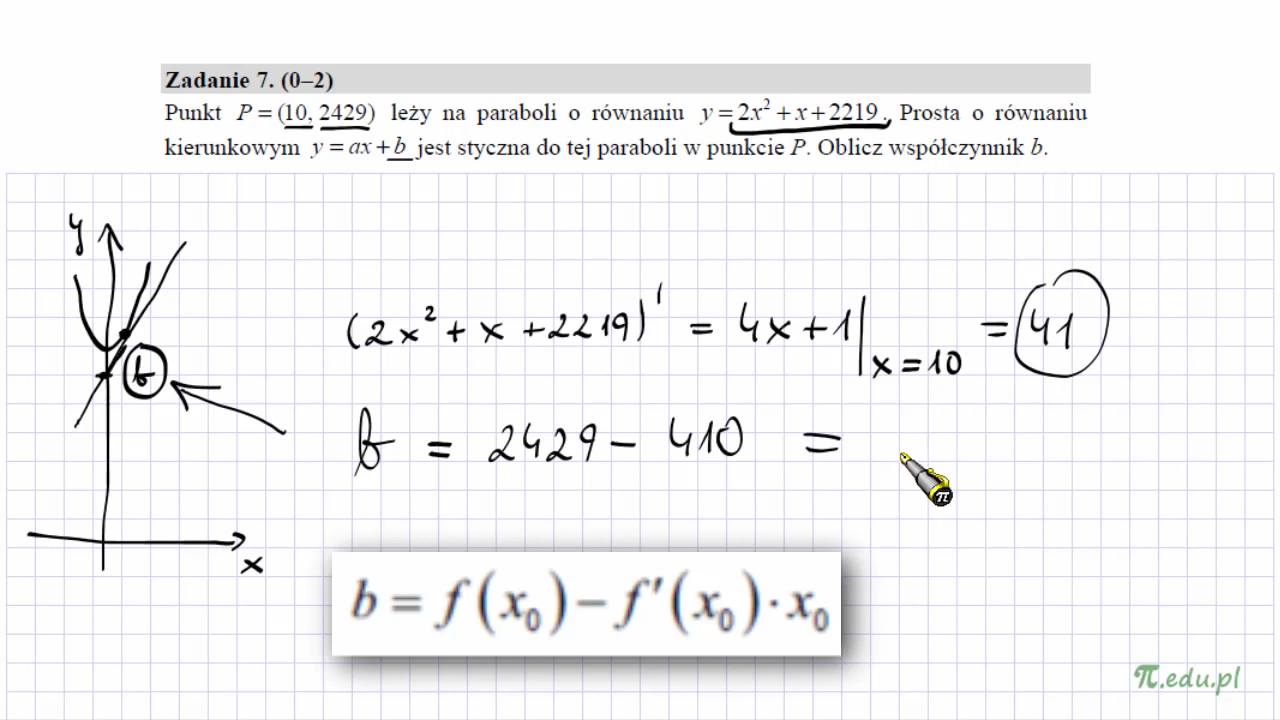 Zadanie 7. (0–2)
Punkt P = (10, 2429) leży na paraboli o równaniu y = 2x² + x + 2219. Prosta o równaniu
kierunkowym y = ax + b jest styczna do tej paraboli w punkcie P. Oblicz współczynnik b.
y
b
x
(2x² + x + 2219)' = 4x + 1 | x = 10 = 41
b = 2429 − 410 =
π
b = f(x₀) − f′(x₀) · x₀
π.edu.pl